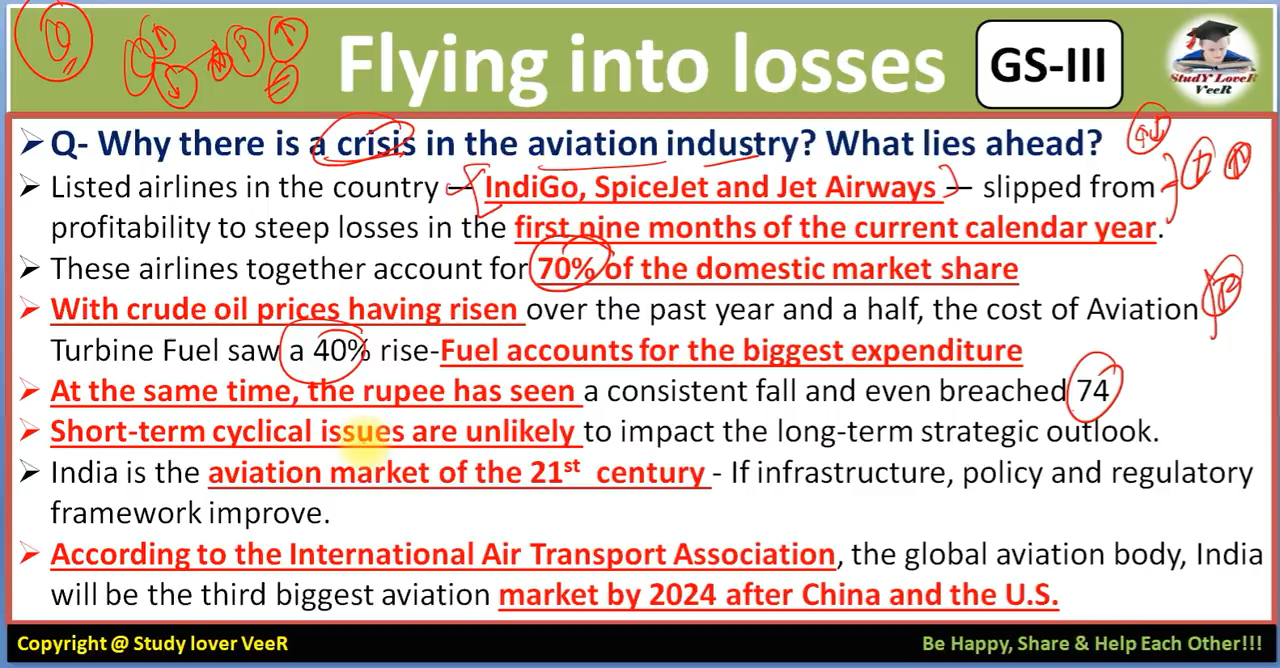 Flying into losses
GS-III
StudY LoveR
VeeR
Q- Why there is a crisis in the aviation industry? What lies ahead?
Listed airlines in the country — IndiGo, SpiceJet and Jet Airways — slipped from
profitability to steep losses in the first nine months of the current calendar year.
These airlines together account for 70% of the domestic market share
With crude oil prices having risen over the past year and a half, the cost of Aviation
Turbine Fuel saw a 40% rise-Fuel accounts for the biggest expenditure
At the same time, the rupee has seen a consistent fall and even breached 74
Short-term cyclical issues are unlikely to impact the long-term strategic outlook.
India is the aviation market of the 21st century - If infrastructure, policy and regulatory
framework improve.
According to the International Air Transport Association, the global aviation body, India
will be the third biggest aviation market by 2024 after China and the U.S.
Copyright @ Study lover VeeR
Be Happy, Share & Help Each Other!!!